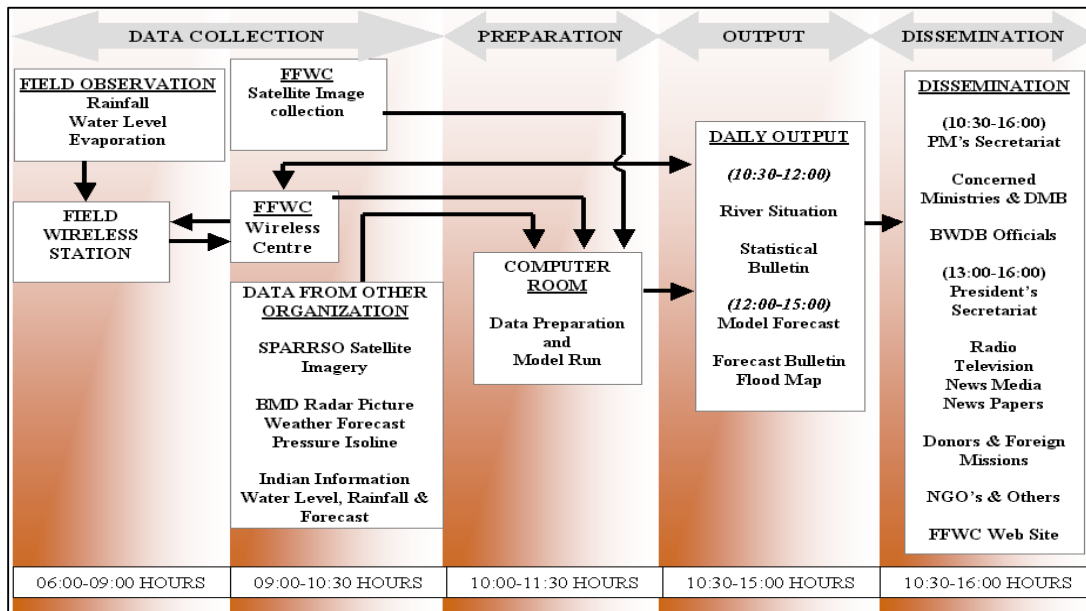 DATA COLLECTION
PREPARATION
OUTPUT
DISSEMINATION
FIELD OBSERVATION
Rainfall
Water Level
Evaporation
FIELD
WIRELESS
STATION
FFWC
Satellite Image
collection
FFWC
Wireless
Centre
DATA FROM OTHER
ORGANIZATION
SPARRSO Satellite
Imagery
BMD Radar Picture
Weather Forecast
Pressure Isoline
Indian Information
Water Level, Rainfall &
Forecast
COMPUTER
ROOM
Data Preparation
and
Model Run
DAILY OUTPUT
(10:30-12:00)
River Situation
Statistical
Bulletin
(12:00-15:00)
Model Forecast
Forecast Bulletin
Flood Map
DISSEMINATION
(10:30-16:00)
PM's Secretariat
Concerned
Ministries & DMB
BWDB Officials
(13:00-16:00)
President's
Secretariat
Radio
Television
News Media
News Papers
Donors & Foreign
Missions
NGO's & Others
FFWC Web Site
06:00-09:00 HOURS
09:00-10:30 HOURS
10:00-11:30 HOURS
10:30-15:00 HOURS
10:30-16:00 HOURS